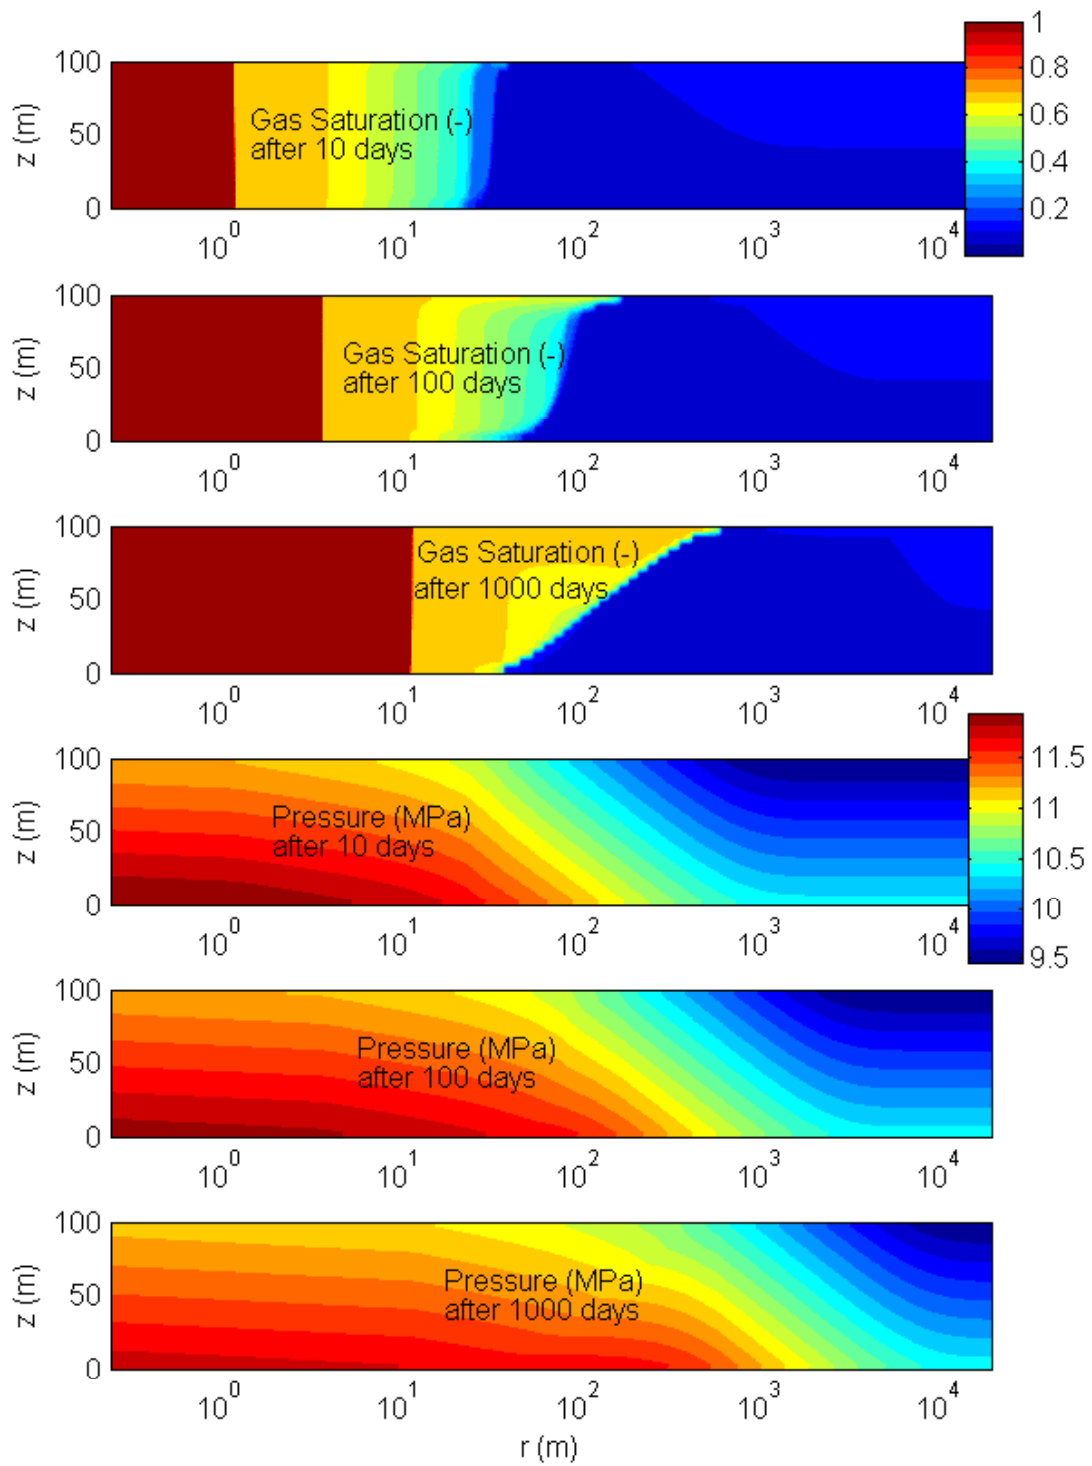 1
100
0.8
z (m)
Gas Saturation (-)
0.6
50
after 10 days
0.4
0
0.2
10^0 10^1 10^2 10^3 10^4
100
z (m)
Gas Saturation (-)
50
after 100 days
0
10^0 10^1 10^2 10^3 10^4
100
z (m)
Gas Saturation (-)
50
after 1000 days
0
10^0 10^1 10^2 10^3 10^4
100
11.5
z (m)
Pressure (MPa)
11
50
after 10 days
10.5
0
10
10^0 10^1 10^2 10^3 10^4
9.5
100
z (m)
Pressure (MPa)
50
after 100 days
0
10^0 10^1 10^2 10^3 10^4
100
z (m)
Pressure (MPa)
50
after 1000 days
0
10^0 10^1 10^2 10^3 10^4
r (m)